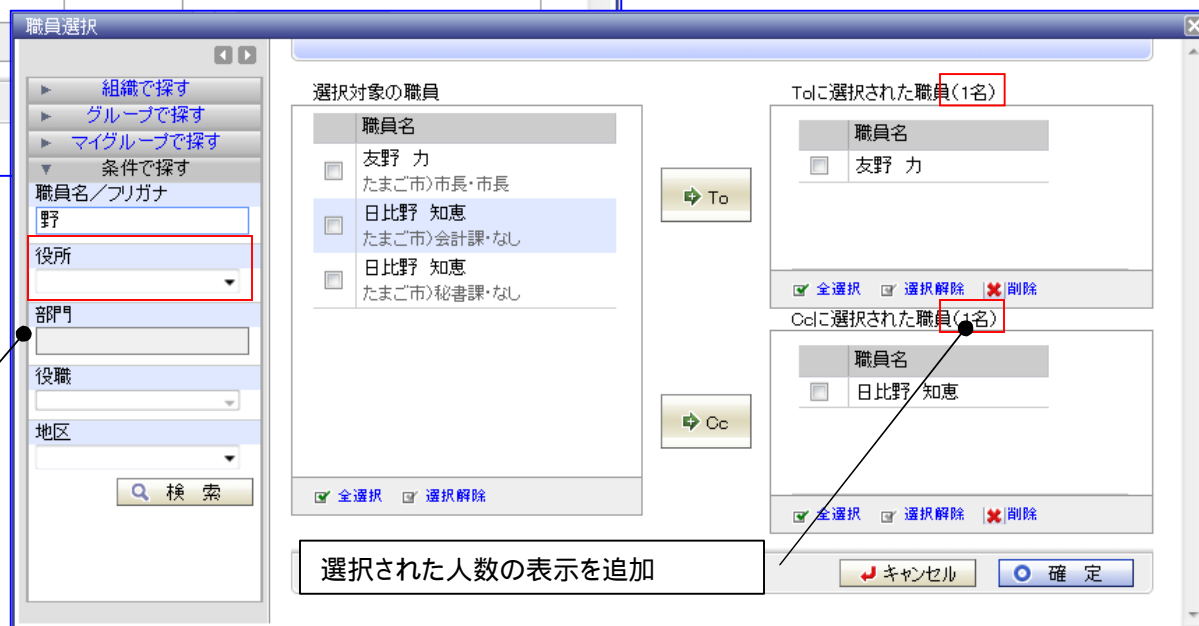 職員選択
組織で探す
グループで探す
マイグループで探す
条件で探す
職員名／フリガナ
野
役所
部門
役職
地区
検 索
選択対象の職員
職員名
友野 力
たまご市)市長・市長
日比野 知恵
たまご市)会計課・なし
日比野 知恵
たまご市)秘書課・なし
全選択 選択解除
To
Cc
Toに選択された職員(1名)
職員名
友野 力
全選択 選択解除 削除
Ccに選択された職員(1名)
職員名
日比野 知恵
全選択 選択解除 削除
選択された人数の表示を追加
キャンセル
確 定